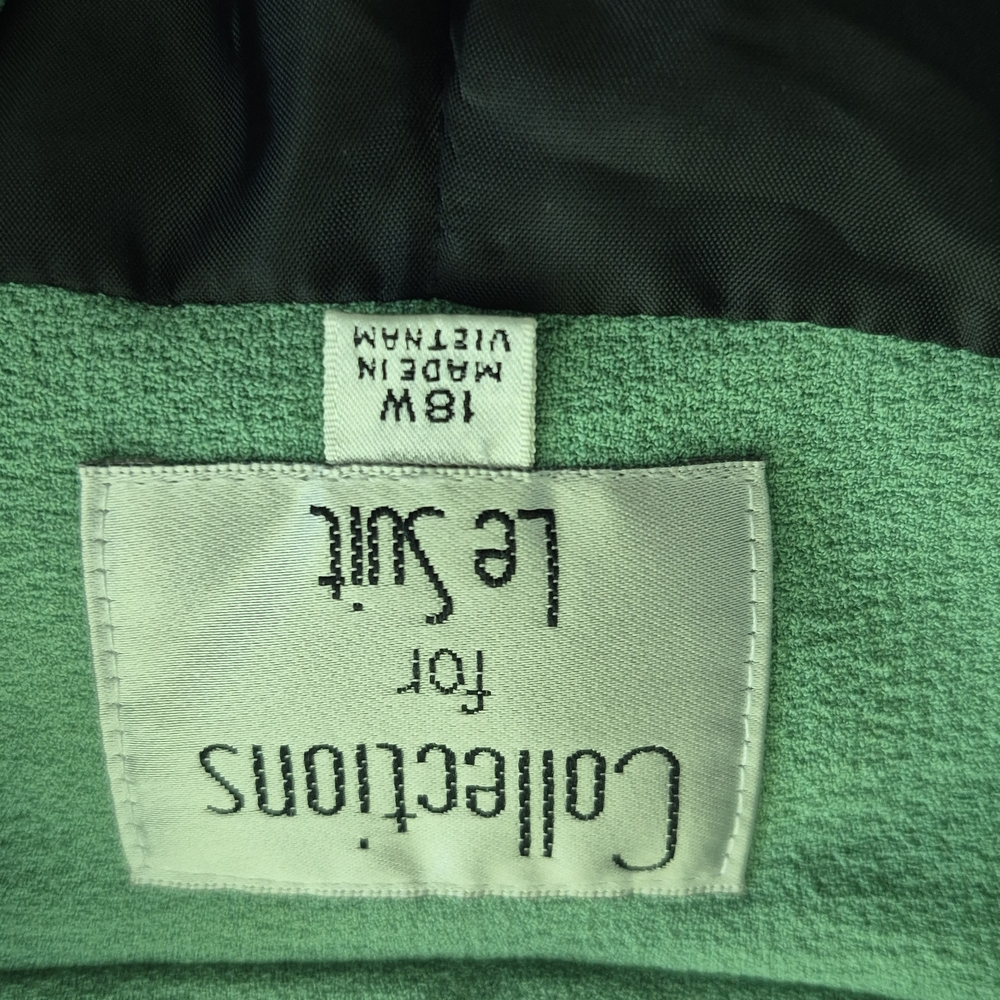 Collections
for
Le Suit
18W
MADE IN
VIETNAM